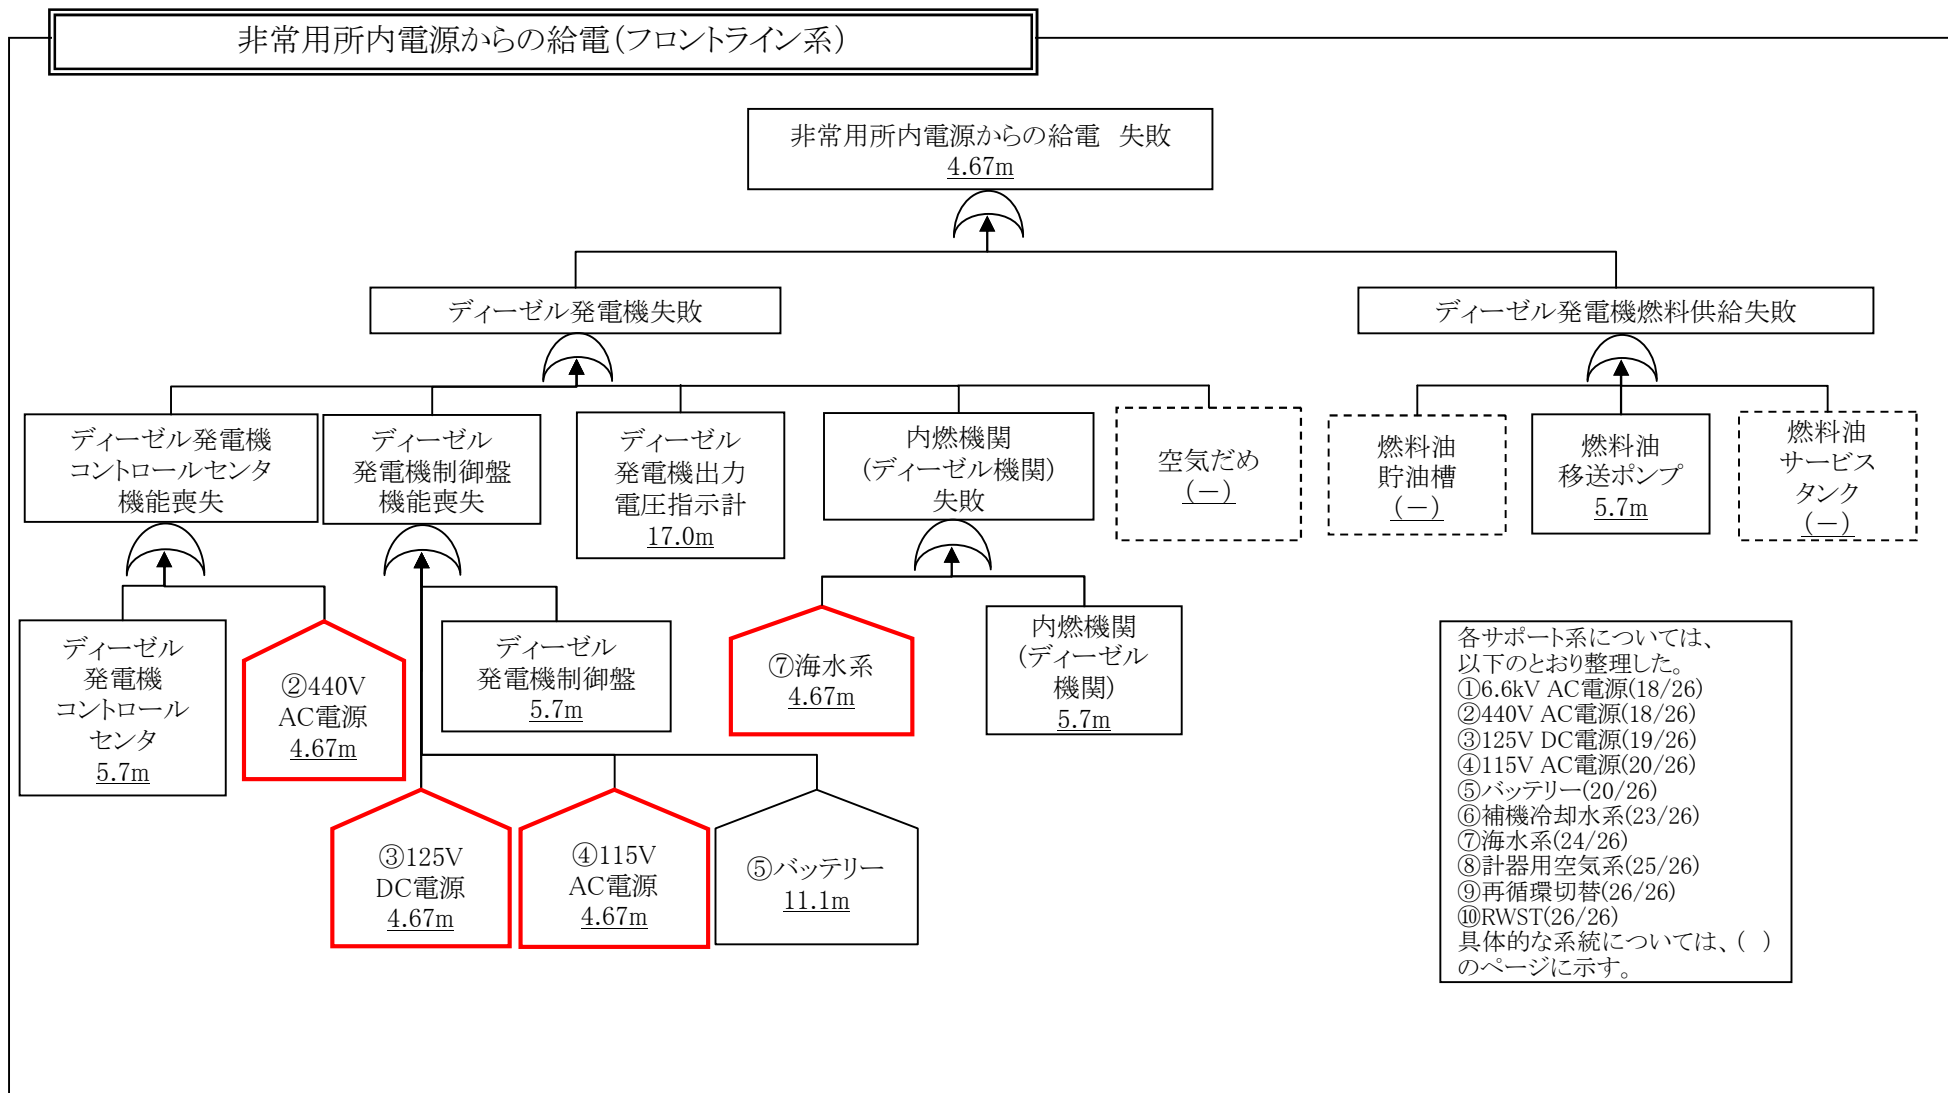 非常用所内電源からの給電(フロントライン系)
非常用所内電源からの給電　失敗
4.67m
ディーゼル発電機失敗
ディーゼル発電機燃料供給失敗
ディーゼル発電機
コントロールセンタ
機能喪失
ディーゼル
発電機制御盤
機能喪失
ディーゼル
発電機出力
電圧指示計
17.0m
内燃機関
(ディーゼル機関)
失敗
空気だめ
(－)
燃料油
貯油槽
(－)
燃料油
移送ポンプ
5.7m
燃料油
サービス
タンク
(－)
ディーゼル
発電機
コントロール
センタ
5.7m
②440V
AC電源
4.67m
ディーゼル
発電機制御盤
5.7m
⑦海水系
4.67m
内燃機関
(ディーゼル
機関)
5.7m
③125V
DC電源
4.67m
④115V
AC電源
4.67m
⑤バッテリー
11.1m
各サポート系については、
以下のとおり整理した。
①6.6kV AC電源(18/26)
②440V AC電源(18/26)
③125V DC電源(19/26)
④115V AC電源(20/26)
⑤バッテリー(20/26)
⑥補機冷却水系(23/26)
⑦海水系(24/26)
⑧計器用空気系(25/26)
⑨再循環切替(26/26)
⑩RWST(26/26)
具体的な系統については、(　)
のページに示す。